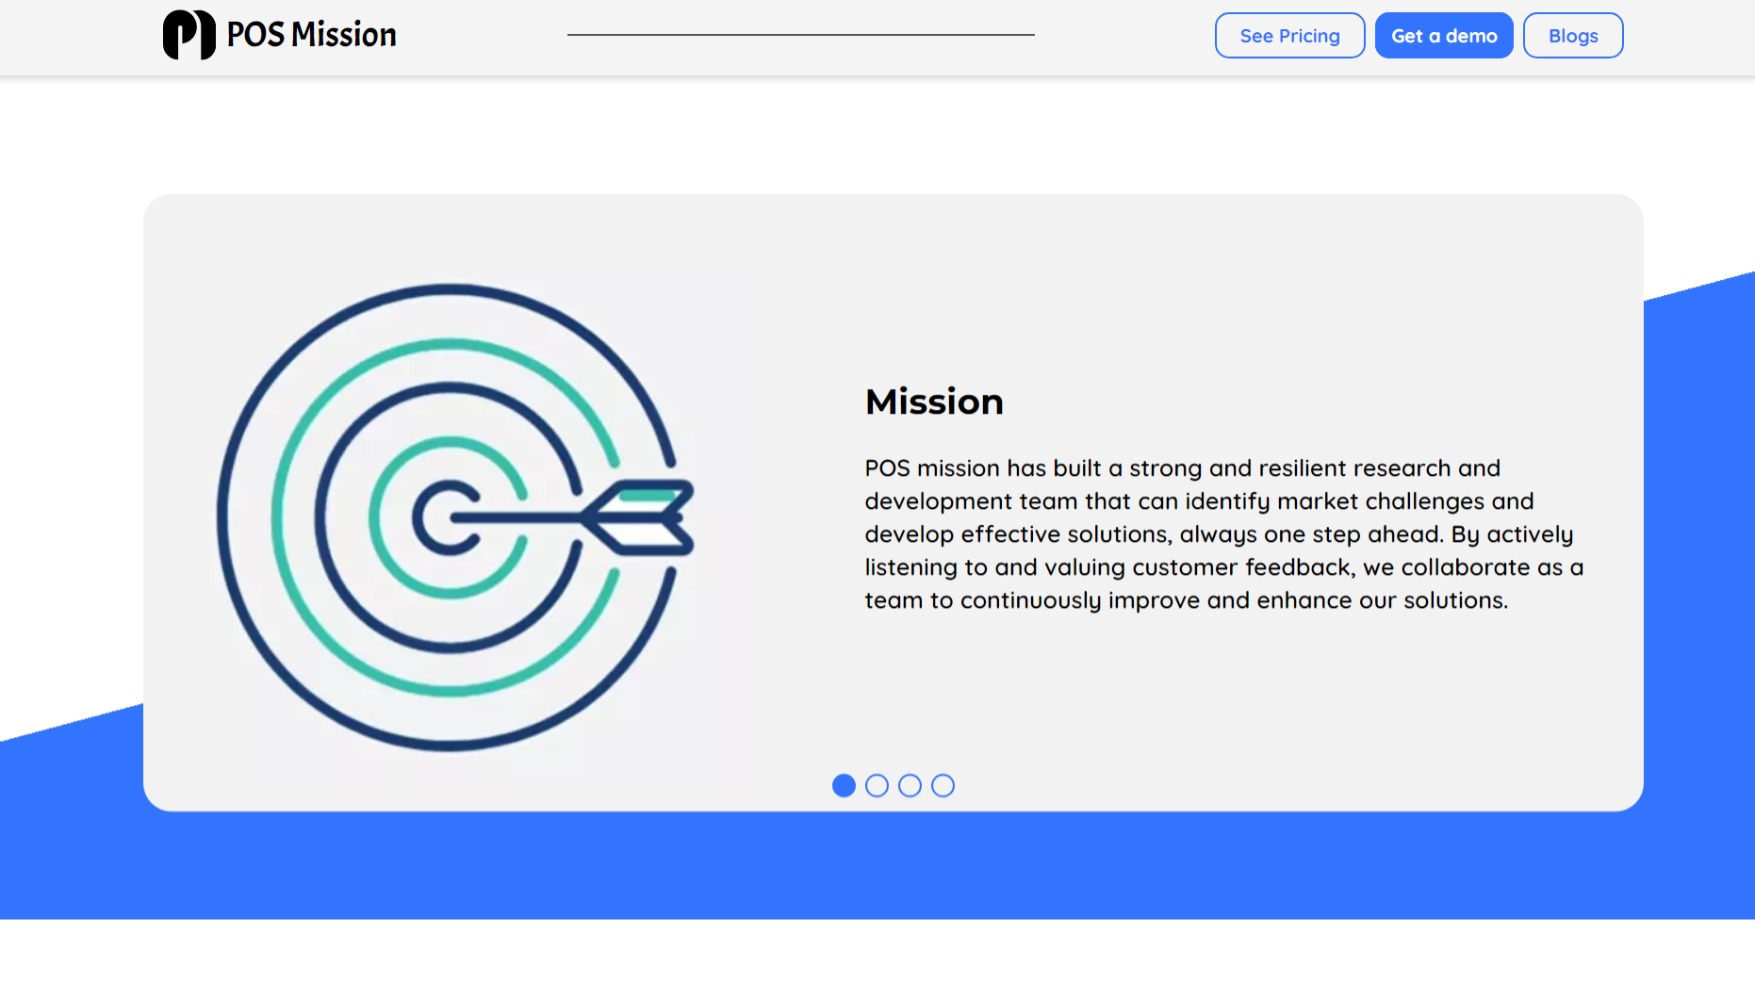 POS Mission
See Pricing
Get a demo
Blogs
Mission
POS mission has built a strong and resilient research and
development team that can identify market challenges and
develop effective solutions, always one step ahead. By actively
listening to and valuing customer feedback, we collaborate as a
team to continuously improve and enhance our solutions.